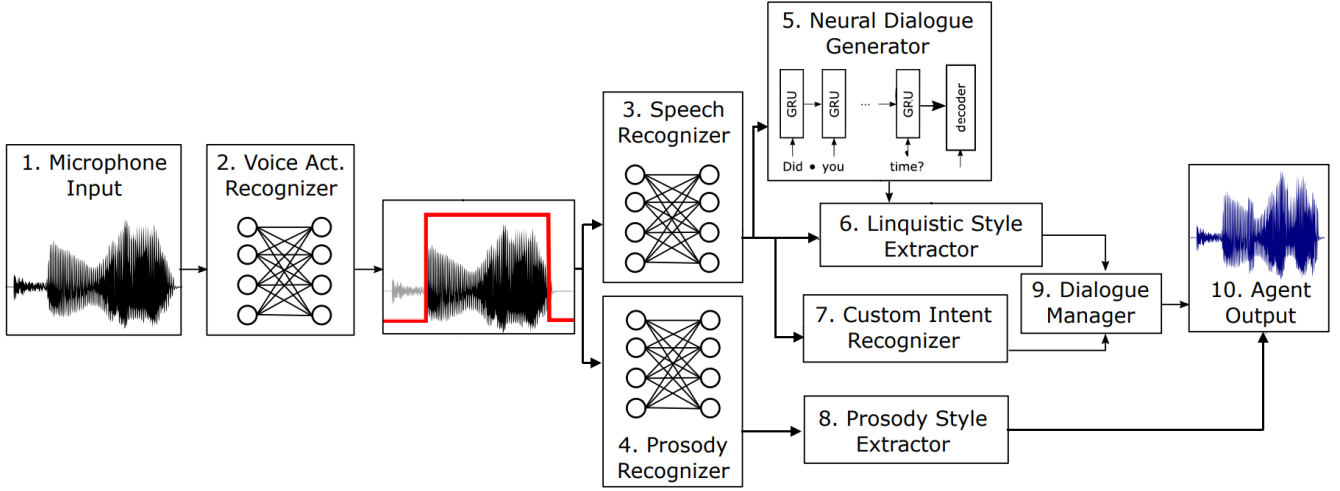 1. Microphone
Input
2. Voice Act.
Recognizer
3. Speech
Recognizer
4. Prosody
Recognizer
5. Neural Dialogue
Generator
GRU
GRU
...
GRU
decoder
Did • you
time?
6. Linquistic Style
Extractor
7. Custom Intent
Recognizer
8. Prosody Style
Extractor
9. Dialogue
Manager
10. Agent
Output